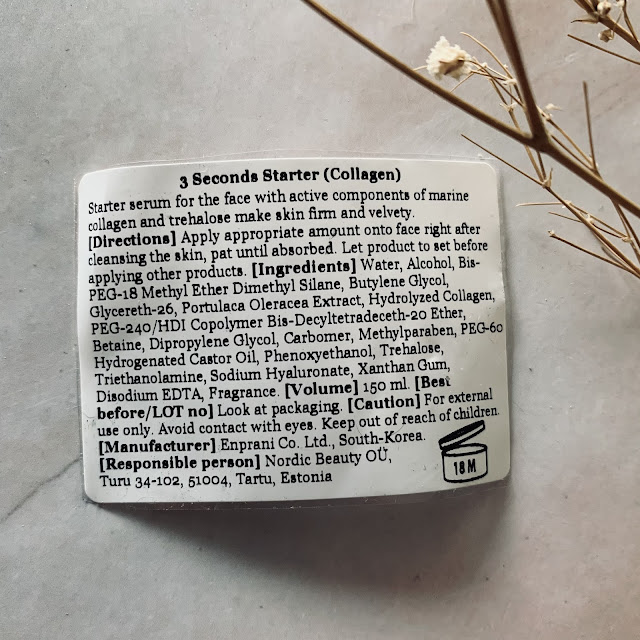 3 Seconds Starter (Collagen)
Starter serum for the face with active components of marine
collagen and trehalose make skin firm and velvety.
[Directions] Apply appropriate amount onto face right after
cleansing the skin, pat until absorbed. Let product to set before
applying other products. [Ingredients] Water, Alcohol, Bis-
PEG-18 Methyl Ether Dimethyl Silane, Butylene Glycol,
Glycereth-26, Portulaca Oleracea Extract, Hydrolyzed Collagen,
PEG-240/HDI Copolymer Bis-Decyltetradeceth-20 Ether,
Betaine, Dipropylene Glycol, Carbomer, Methylparaben, PEG-60
Hydrogenated Castor Oil, Phenoxyethanol, Trehalose,
Triethanolamine, Sodium Hyaluronate, Xanthan Gum,
Disodium EDTA, Fragrance. [Volume] 150 ml. [Best
before/LOT no] Look at packaging. [Caution] For external
use only. Avoid contact with eyes. Keep out of reach of children.
[Manufacturer] Enprani Co. Ltd., South-Korea.
[Responsible person] Nordic Beauty OÜ,
Turu 34-102, 51004, Tartu, Estonia
18 M